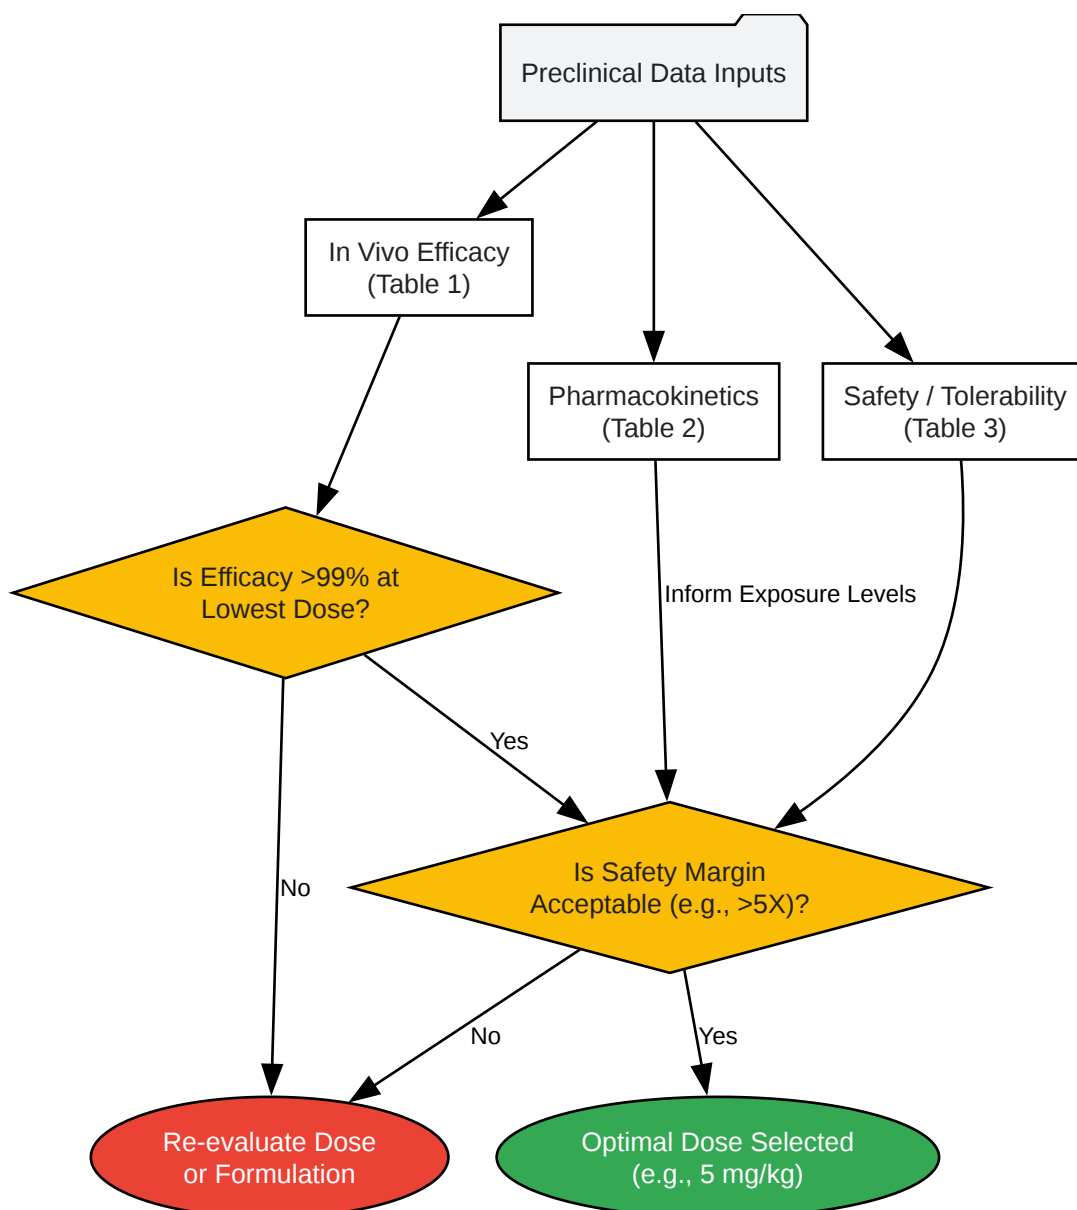 Preclinical Data Inputs
In Vivo Efficacy
(Table 1)
Pharmacokinetics
(Table 2)
Safety / Tolerability
(Table 3)
Is Efficacy >99% at
Lowest Dose?
Inform Exposure Levels
Yes
No
Is Safety Margin
Acceptable (e.g., >5X)?
No
Yes
Re-evaluate Dose
or Formulation
Optimal Dose Selected
(e.g., 5 mg/kg)